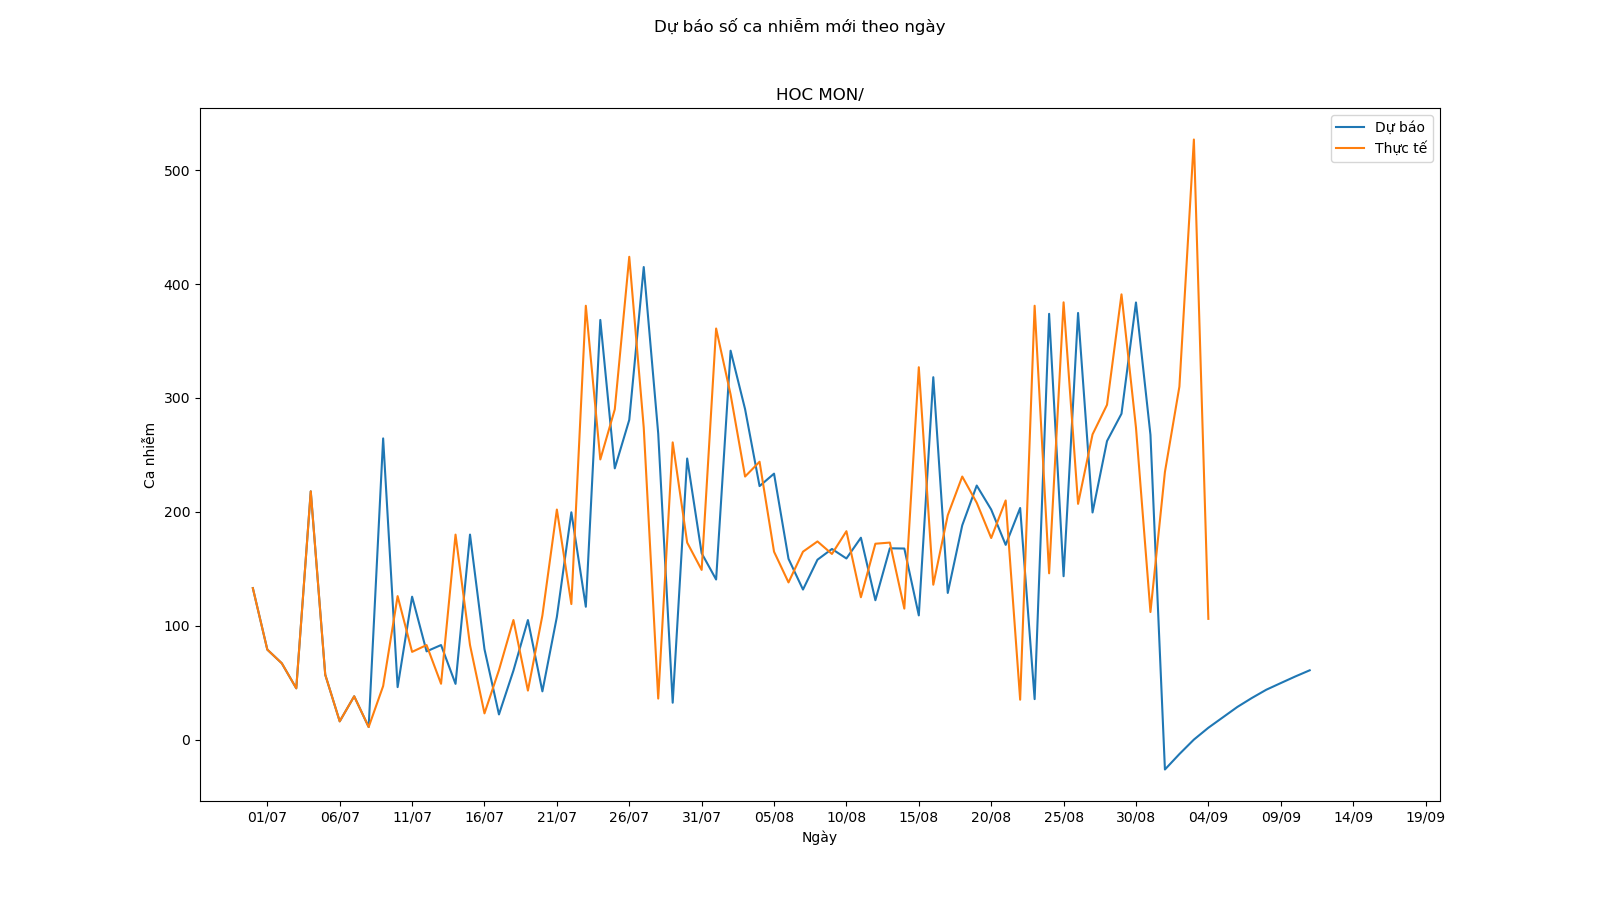 Dự báo số ca nhiễm mới theo ngày
HOC MON/
Dự báo
Thực tế
500
400
300
200
100
0
Ca nhiễm
01/07 06/07 11/07 16/07 21/07 26/07 31/07 05/08 10/08 15/08 20/08 25/08 30/08 04/09 09/09 14/09 19/09
Ngày